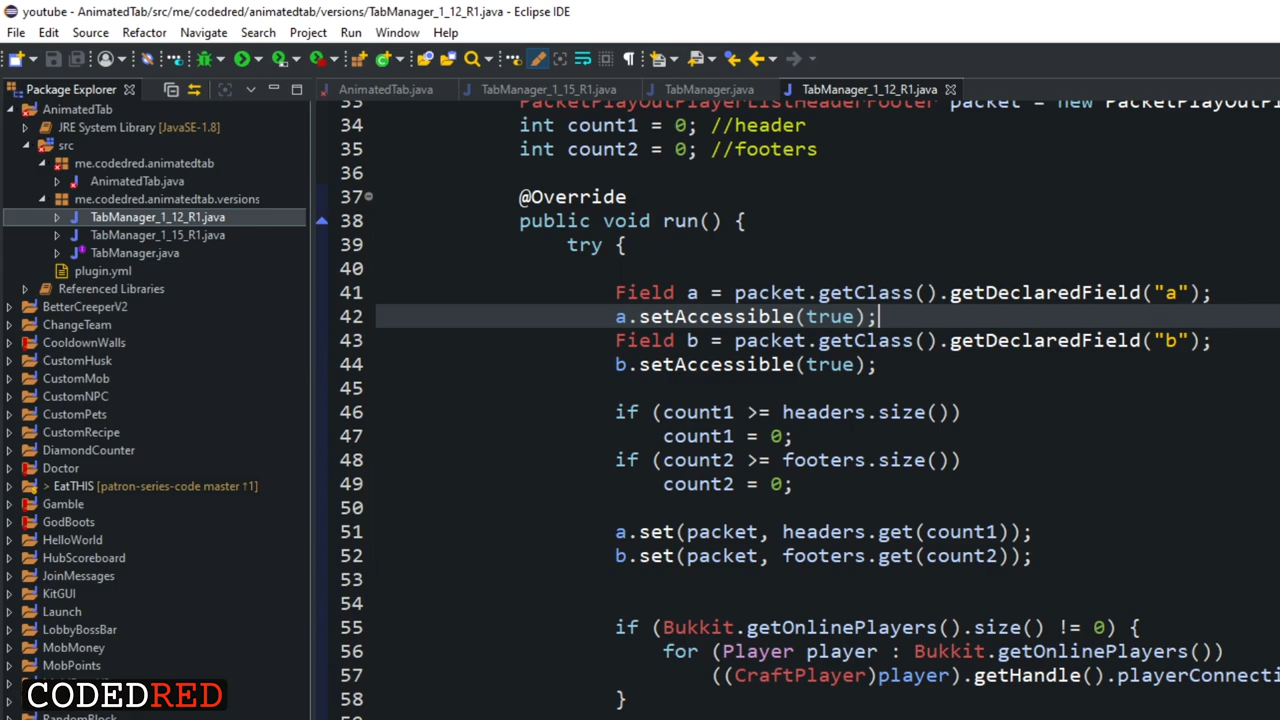 youtube - AnimatedTab/src/me/codedred/animatedtab/versions/TabManager_1_12_R1.java - Eclipse IDE
File Edit Source Refactor Navigate Search Project Run Window Help
Package Explorer
AnimatedTab.java TabManager_1_15_R1.java TabManager.java TabManager_1_12_R1.java
AnimatedTab
JRE System Library [JavaSE-1.8]
src
me.codedred.animatedtab
AnimatedTab.java
me.codedred.animatedtab.versions
TabManager_1_12_R1.java
TabManager_1_15_R1.java
TabManager.java
plugin.yml
Referenced Libraries
BetterCreeperV2
ChangeTeam
CooldownWalls
CustomHusk
CustomMob
CustomNPC
CustomPets
CustomRecipe
DiamondCounter
Doctor
> EatTHIS [patron-series-code master ↑1]
Gamble
GodBoots
HelloWorld
HubScoreboard
JoinMessages
KitGUI
Launch
LobbyBossBar
MobMoney
MobPoints
RandomBlock
33 PacketPlayOutPlayerListHeaderFooter packet = new PacketPlayOutPl
34 int count1 = 0; //header
35 int count2 = 0; //footers
36
37 @Override
38 public void run() {
39 try {
40
41 Field a = packet.getClass().getDeclaredField("a");
42 a.setAccessible(true);
43 Field b = packet.getClass().getDeclaredField("b");
44 b.setAccessible(true);
45
46 if (count1 >= headers.size())
47 count1 = 0;
48 if (count2 >= footers.size())
49 count2 = 0;
50
51 a.set(packet, headers.get(count1));
52 b.set(packet, footers.get(count2));
53
54
55 if (Bukkit.getOnlinePlayers().size() != 0) {
56 for (Player player : Bukkit.getOnlinePlayers())
57 ((CraftPlayer)player).getHandle().playerConnecti
58 }
CODEDRED